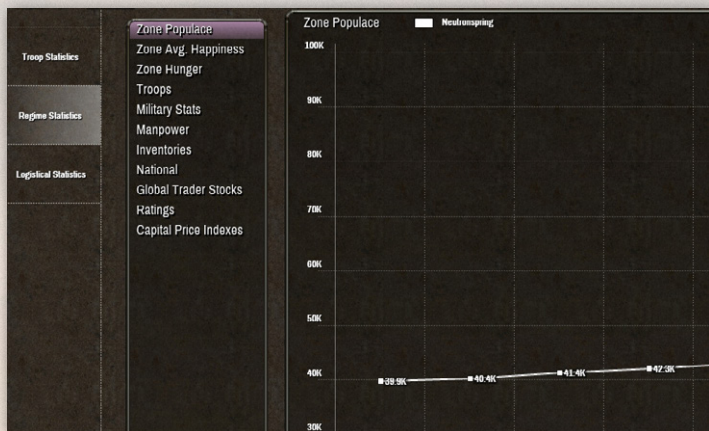 Troop Statistics
Regime Statistics
Logistical Statistics
Zone Populace
Zone Avg. Happiness
Zone Hunger
Troops
Military Stats
Manpower
Inventories
National
Global Trader Stocks
Ratings
Capital Price Indexes
Zone Populace
Neutronspring
100K
90K
80K
70K
60K
50K
40K
30K
39.9K
40.4K
41.4K
42.3K